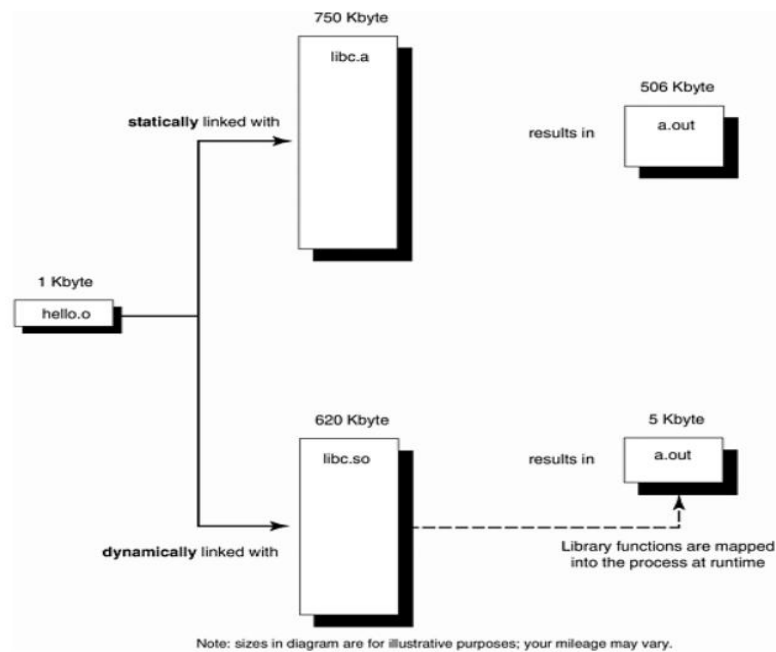 750 Kbyte
libc.a
506 Kbyte
a.out
statically linked with
results in
1 Kbyte
hello.o
620 Kbyte
libc.so
5 Kbyte
a.out
results in
dynamically linked with
Library functions are mapped
into the process at runtime
Note: sizes in diagram are for illustrative purposes; your mileage may vary.